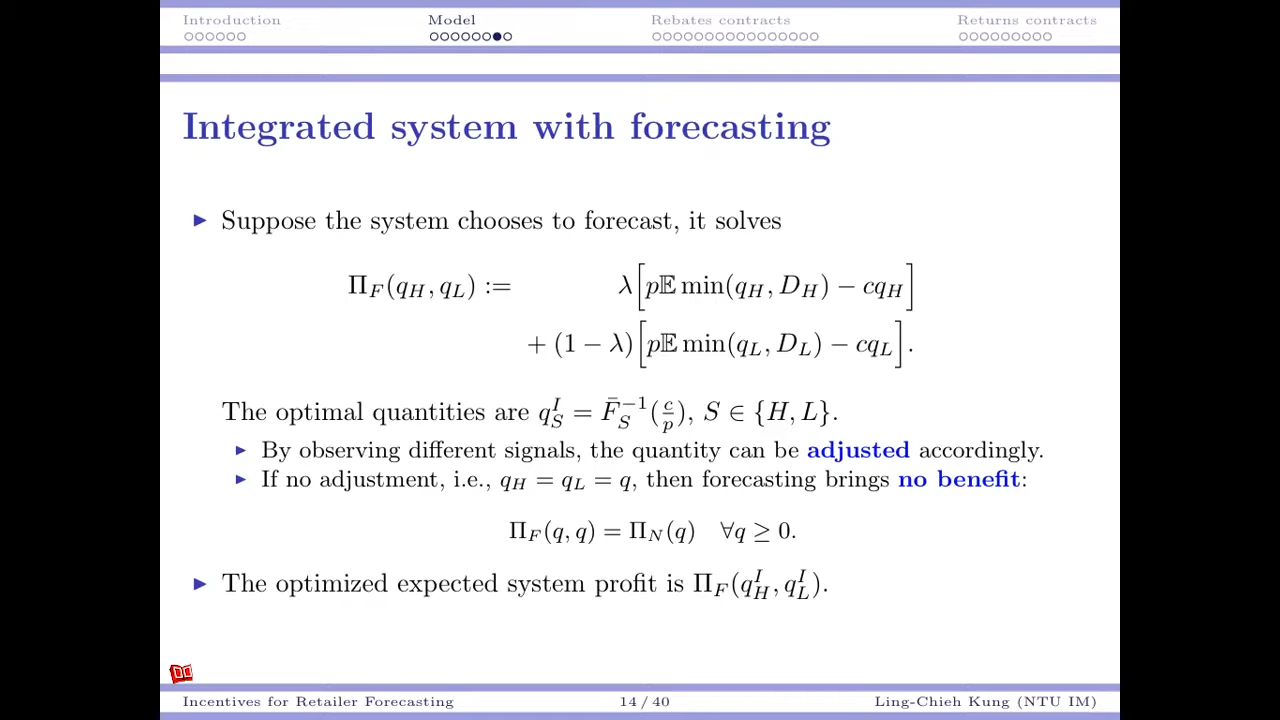 Introduction Model Rebates contracts Returns contracts
Integrated system with forecasting
▶ Suppose the system chooses to forecast, it solves
Π_F(q_H, q_L) := λ[p𝔼 min(q_H, D_H) − cq_H]
+ (1 − λ)[p𝔼 min(q_L, D_L) − cq_L].
The optimal quantities are q_S^I = F̄_S^{−1}(c/p), S ∈ {H, L}.
▶ By observing different signals, the quantity can be adjusted accordingly.
▶ If no adjustment, i.e., q_H = q_L = q, then forecasting brings no benefit:
Π_F(q, q) = Π_N(q) ∀q ≥ 0.
▶ The optimized expected system profit is Π_F(q_H^I, q_L^I).
Incentives for Retailer Forecasting 14 / 40 Ling-Chieh Kung (NTU IM)